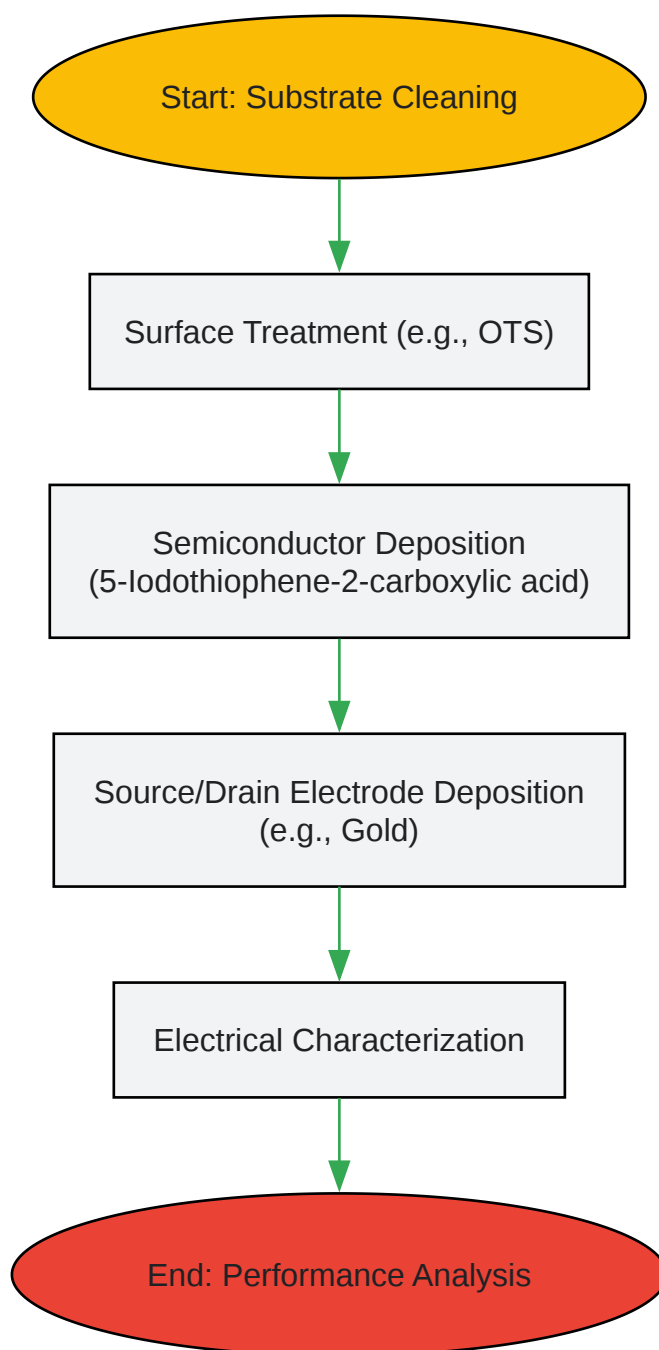 Start: Substrate Cleaning
Surface Treatment (e.g., OTS)
Semiconductor Deposition
(5-Iodothiophene-2-carboxylic acid)
Source/Drain Electrode Deposition
(e.g., Gold)
Electrical Characterization
End: Performance Analysis